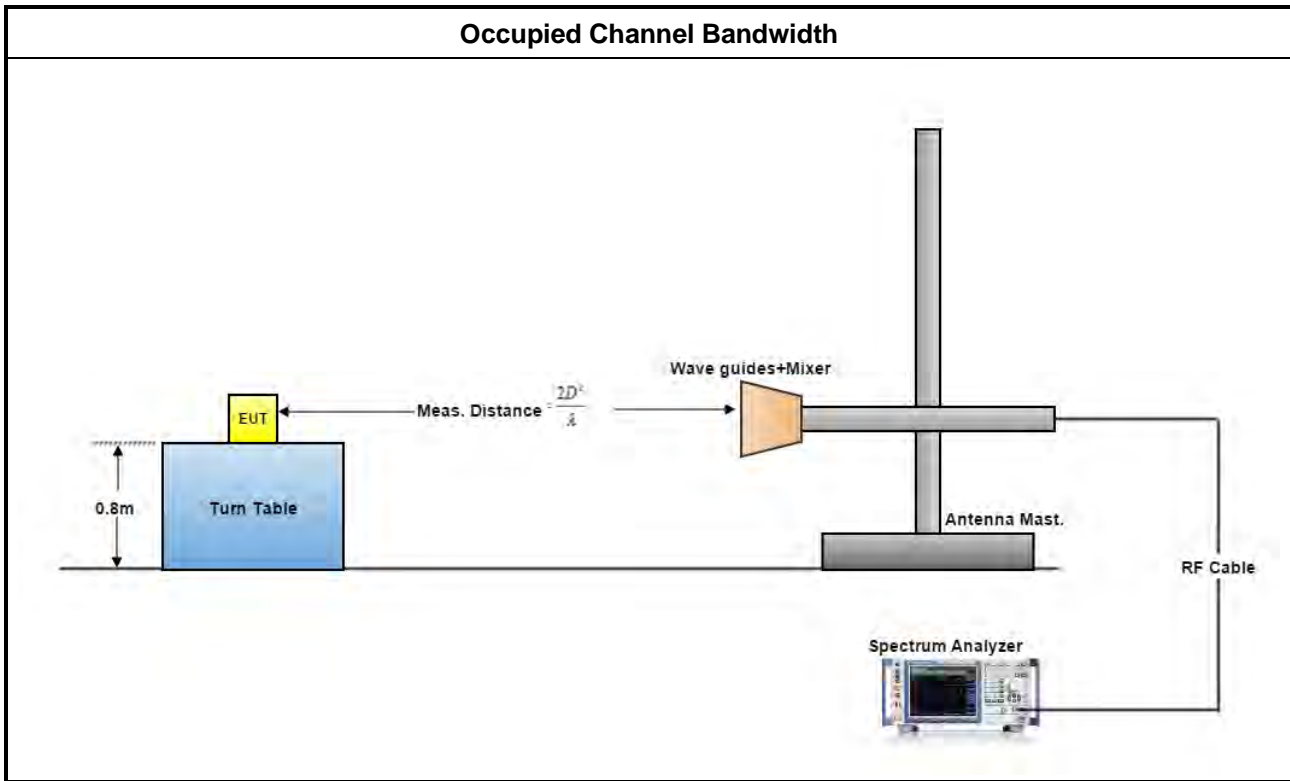 Occupied Channel Bandwidth
Wave guides+Mixer
EUT
Meas. Distance = 2D²/λ
0.8m
Turn Table
Antenna Mast.
RF Cable
Spectrum Analyzer